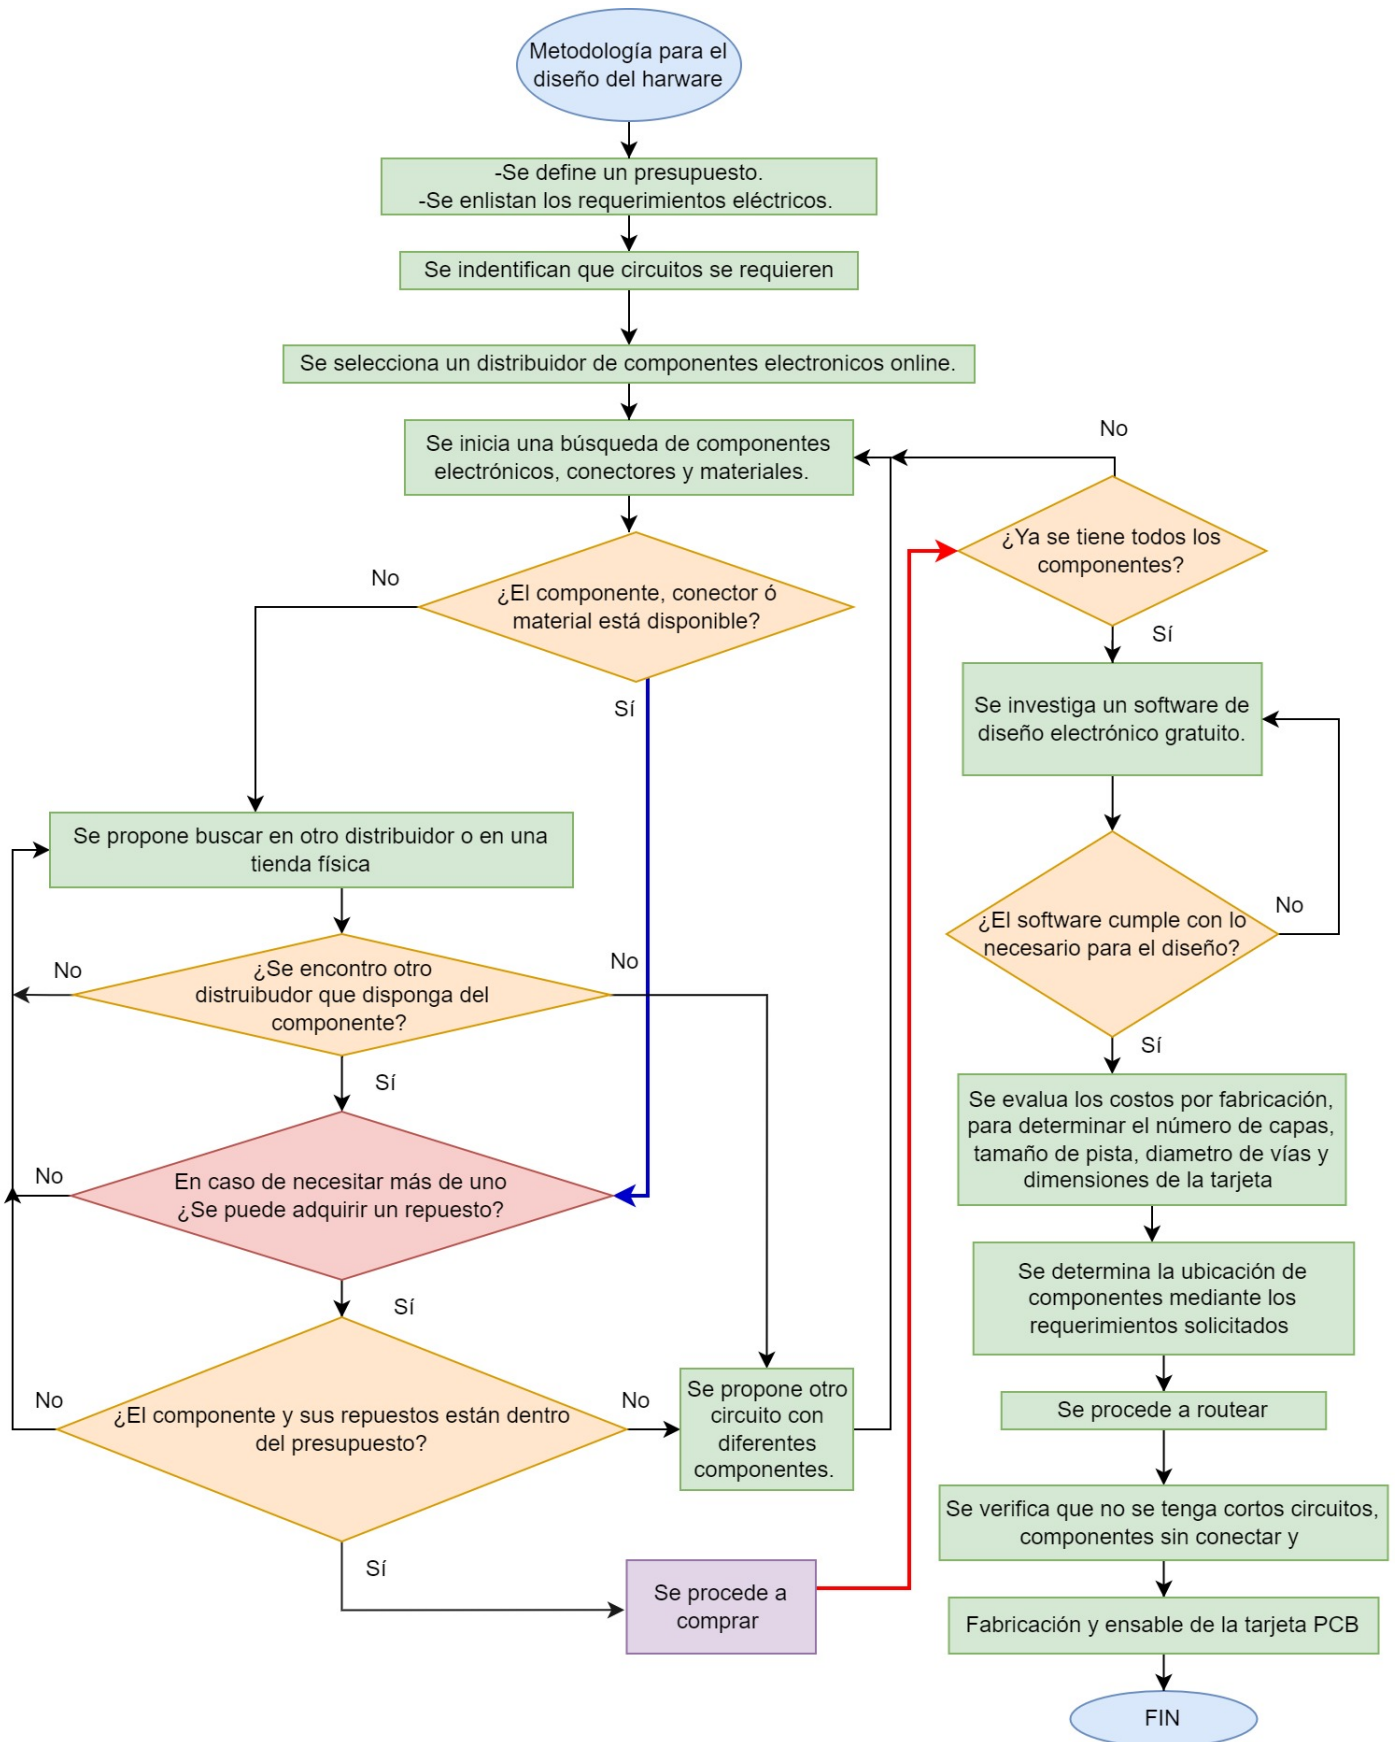 Metodología para el
diseño del harware
-Se define un presupuesto.
-Se enlistan los requerimientos eléctricos.
Se indentifican que circuitos se requieren
Se selecciona un distribuidor de componentes electronicos online.
Se inicia una búsqueda de componentes
electrónicos, conectores y materiales.
¿El componente, conector ó
material está disponible?
No
Sí
Se propone buscar en otro distribuidor o en una
tienda física
¿Se encontro otro
distruibudor que disponga del
componente?
No
No
Sí
En caso de necesitar más de uno
¿Se puede adquirir un repuesto?
No
Sí
¿El componente y sus repuestos están dentro
del presupuesto?
No
No
Sí
Se propone otro
circuito con
diferentes
componentes.
Se procede a
comprar
No
¿Ya se tiene todos los
componentes?
Sí
Se investiga un software de
diseño electrónico gratuito.
¿El software cumple con lo
necesario para el diseño?
No
Sí
Se evalua los costos por fabricación,
para determinar el número de capas,
tamaño de pista, diametro de vías y
dimensiones de la tarjeta
Se determina la ubicación de
componentes mediante los
requerimientos solicitados
Se procede a routear
Se verifica que no se tenga cortos circuitos,
componentes sin conectar y
Fabricación y ensable de la tarjeta PCB
FIN